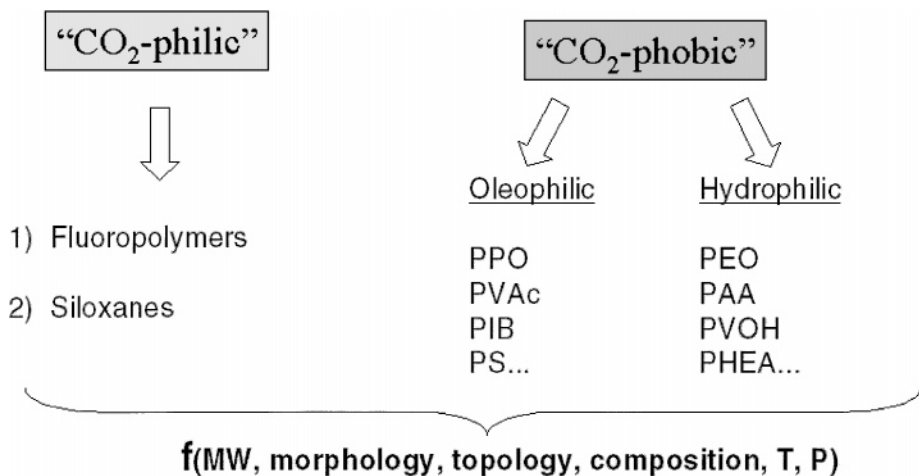 “CO₂-philic”
“CO₂-phobic”
Oleophilic
Hydrophilic
1) Fluoropolymers
2) Siloxanes
PPO
PVAc
PIB
PS...
PEO
PAA
PVOH
PHEA...
f(MW, morphology, topology, composition, T, P)